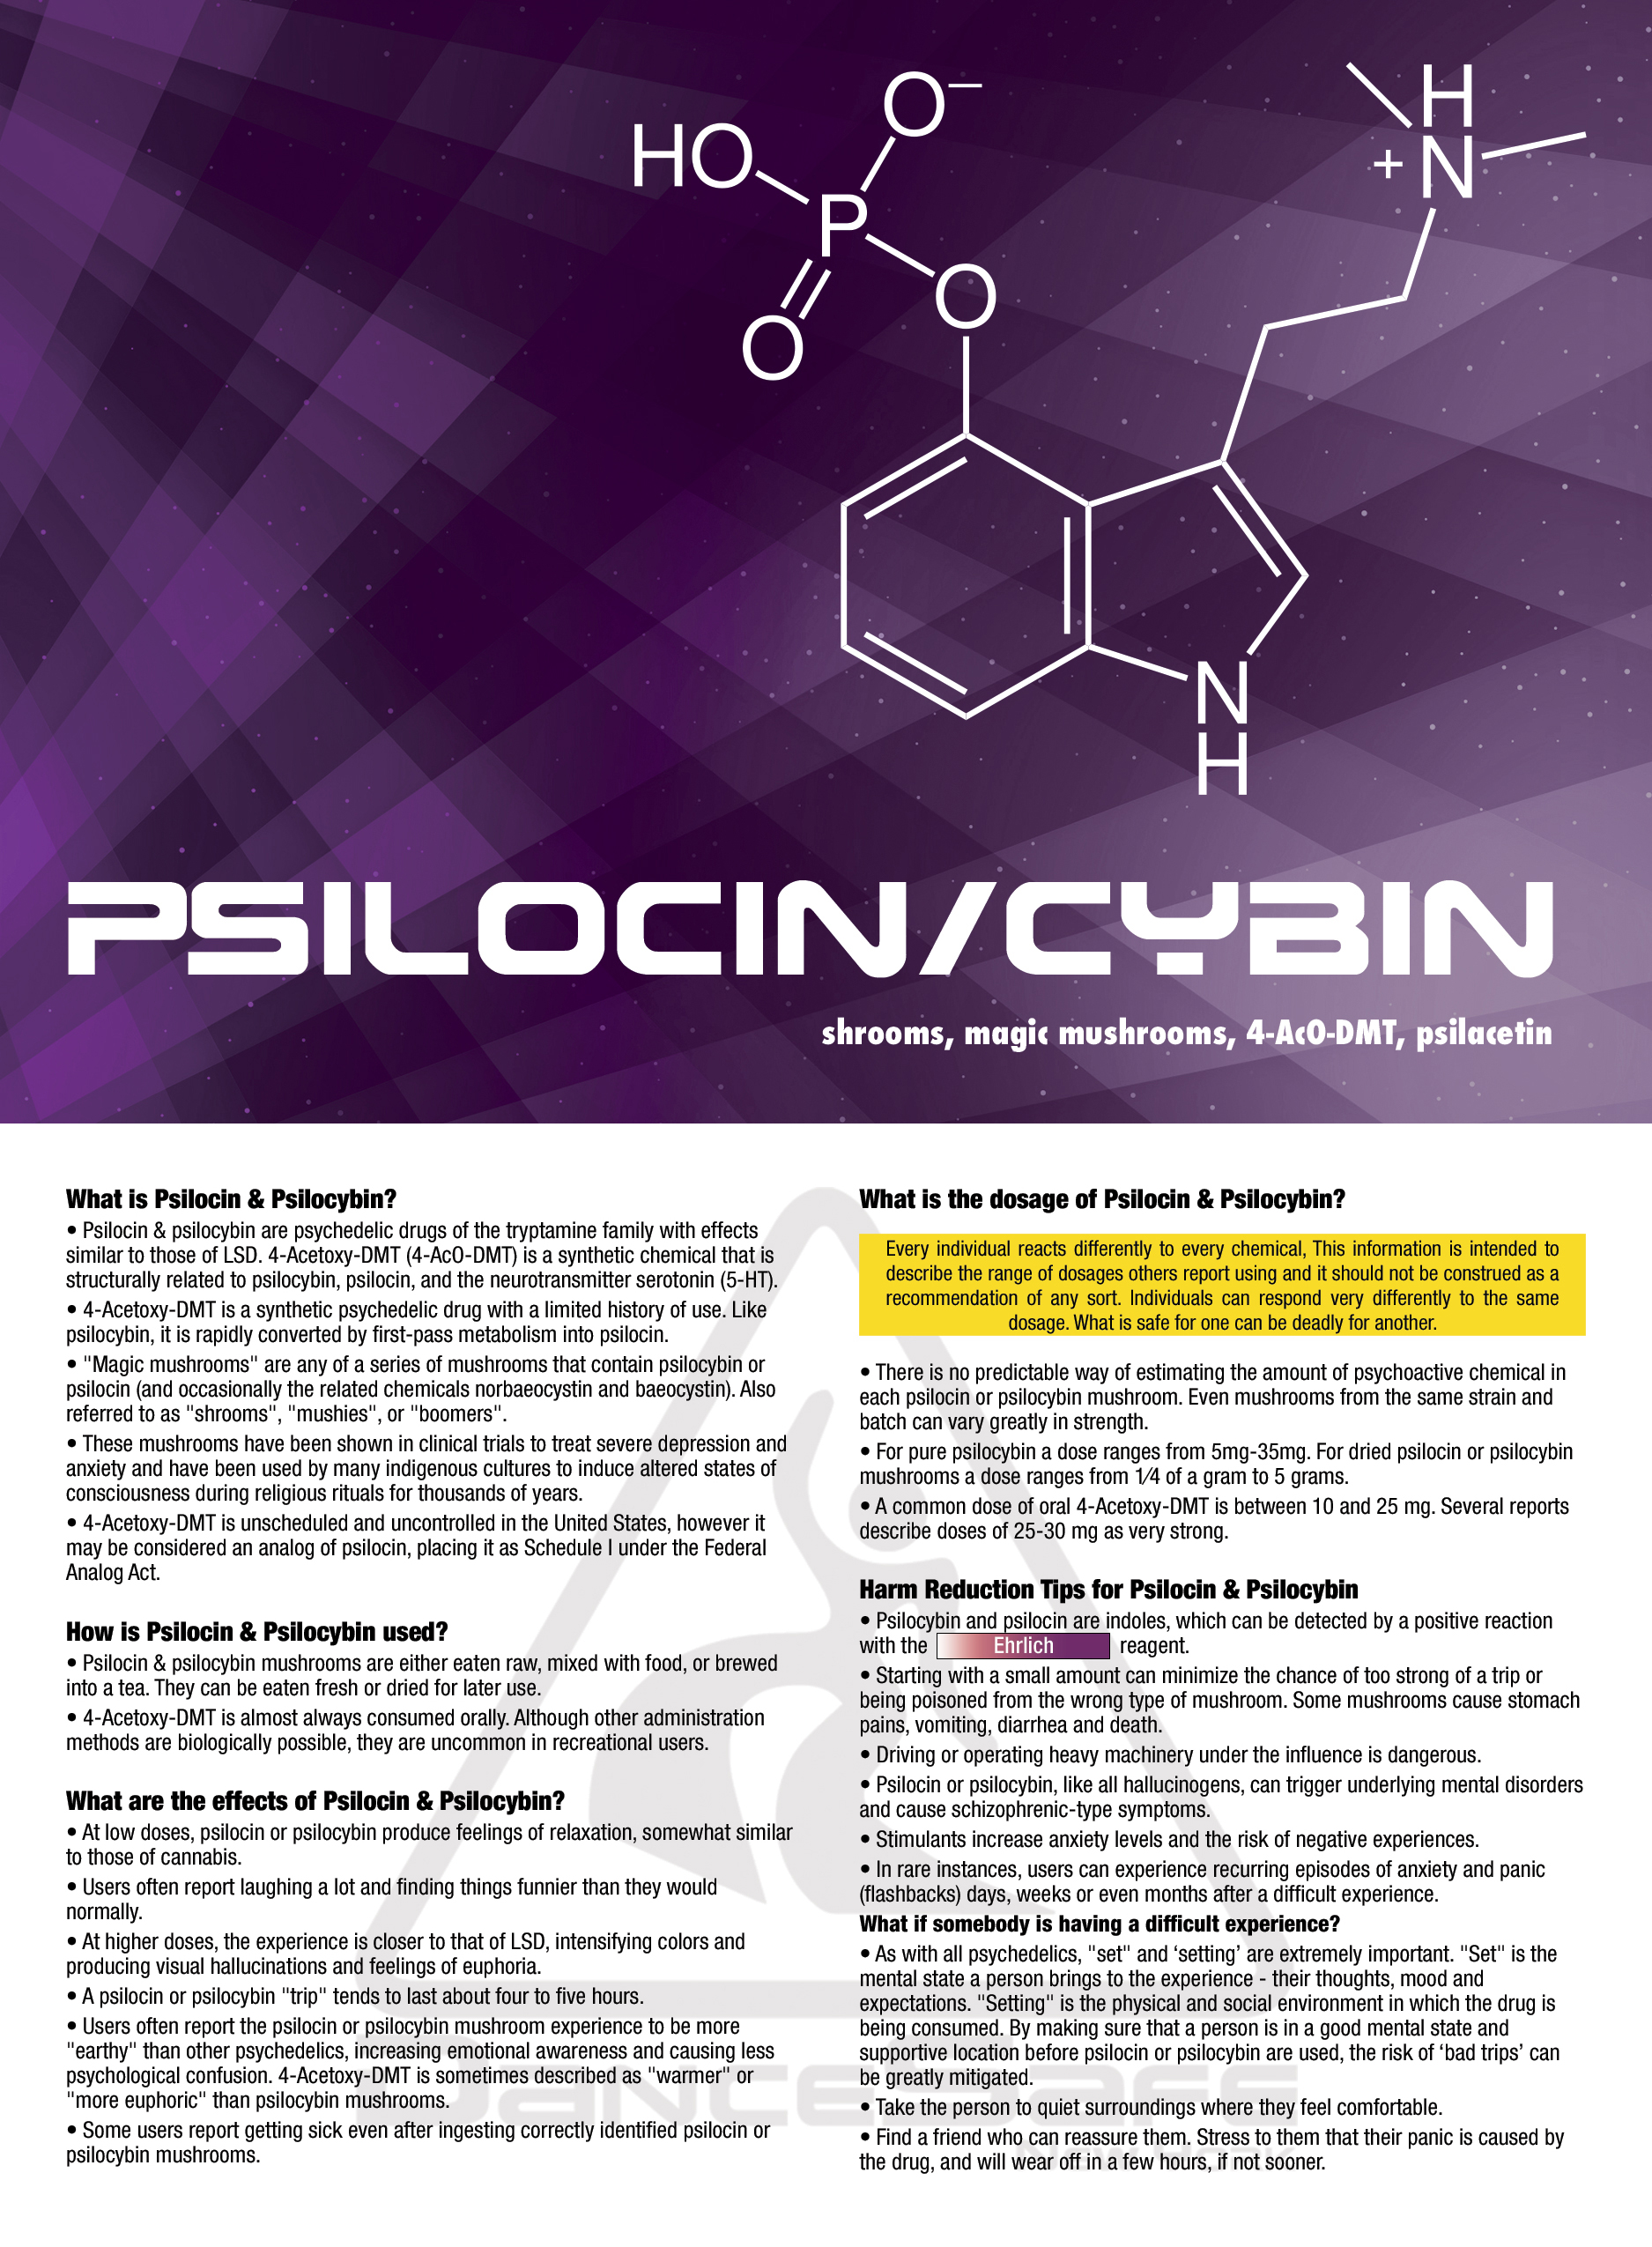 O–
H
HO
+ N
P
O
O
N
H
PSILOCIN/CYBIN
shrooms, magic mushrooms, 4-AcO-DMT, psilacetin
What is Psilocin & Psilocybin?
• Psilocin & psilocybin are psychedelic drugs of the tryptamine family with effects
similar to those of LSD. 4-Acetoxy-DMT (4-AcO-DMT) is a synthetic chemical that is
structurally related to psilocybin, psilocin, and the neurotransmitter serotonin (5-HT).
• 4-Acetoxy-DMT is a synthetic psychedelic drug with a limited history of use. Like
psilocybin, it is rapidly converted by first-pass metabolism into psilocin.
• "Magic mushrooms" are any of a series of mushrooms that contain psilocybin or
psilocin (and occasionally the related chemicals norbaeocystin and baeocystin). Also
referred to as "shrooms", "mushies", or "boomers".
• These mushrooms have been shown in clinical trials to treat severe depression and
anxiety and have been used by many indigenous cultures to induce altered states of
consciousness during religious rituals for thousands of years.
• 4-Acetoxy-DMT is unscheduled and uncontrolled in the United States, however it
may be considered an analog of psilocin, placing it as Schedule I under the Federal
Analog Act.
How is Psilocin & Psilocybin used?
• Psilocin & psilocybin mushrooms are either eaten raw, mixed with food, or brewed
into a tea. They can be eaten fresh or dried for later use.
• 4-Acetoxy-DMT is almost always consumed orally. Although other administration
methods are biologically possible, they are uncommon in recreational users.
What are the effects of Psilocin & Psilocybin?
• At low doses, psilocin or psilocybin produce feelings of relaxation, somewhat similar
to those of cannabis.
• Users often report laughing a lot and finding things funnier than they would
normally.
• At higher doses, the experience is closer to that of LSD, intensifying colors and
producing visual hallucinations and feelings of euphoria.
• A psilocin or psilocybin "trip" tends to last about four to five hours.
• Users often report the psilocin or psilocybin mushroom experience to be more
"earthy" than other psychedelics, increasing emotional awareness and causing less
psychological confusion. 4-Acetoxy-DMT is sometimes described as "warmer" or
"more euphoric" than psilocybin mushrooms.
• Some users report getting sick even after ingesting correctly identified psilocin or
psilocybin mushrooms.
What is the dosage of Psilocin & Psilocybin?
Every individual reacts differently to every chemical, This information is intended to
describe the range of dosages others report using and it should not be construed as a
recommendation of any sort. Individuals can respond very differently to the same
dosage. What is safe for one can be deadly for another.
• There is no predictable way of estimating the amount of psychoactive chemical in
each psilocin or psilocybin mushroom. Even mushrooms from the same strain and
batch can vary greatly in strength.
• For pure psilocybin a dose ranges from 5mg-35mg. For dried psilocin or psilocybin
mushrooms a dose ranges from 1⁄4 of a gram to 5 grams.
• A common dose of oral 4-Acetoxy-DMT is between 10 and 25 mg. Several reports
describe doses of 25-30 mg as very strong.
Harm Reduction Tips for Psilocin & Psilocybin
• Psilocybin and psilocin are indoles, which can be detected by a positive reaction
with the Ehrlich reagent.
• Starting with a small amount can minimize the chance of too strong of a trip or
being poisoned from the wrong type of mushroom. Some mushrooms cause stomach
pains, vomiting, diarrhea and death.
• Driving or operating heavy machinery under the influence is dangerous.
• Psilocin or psilocybin, like all hallucinogens, can trigger underlying mental disorders
and cause schizophrenic-type symptoms.
• Stimulants increase anxiety levels and the risk of negative experiences.
• In rare instances, users can experience recurring episodes of anxiety and panic
(flashbacks) days, weeks or even months after a difficult experience.
What if somebody is having a difficult experience?
• As with all psychedelics, "set" and ‘setting’ are extremely important. "Set" is the
mental state a person brings to the experience - their thoughts, mood and
expectations. "Setting" is the physical and social environment in which the drug is
being consumed. By making sure that a person is in a good mental state and
supportive location before psilocin or psilocybin are used, the risk of ‘bad trips’ can
be greatly mitigated.
• Take the person to quiet surroundings where they feel comfortable.
• Find a friend who can reassure them. Stress to them that their panic is caused by
the drug, and will wear off in a few hours, if not sooner.
DanceSafe
New York